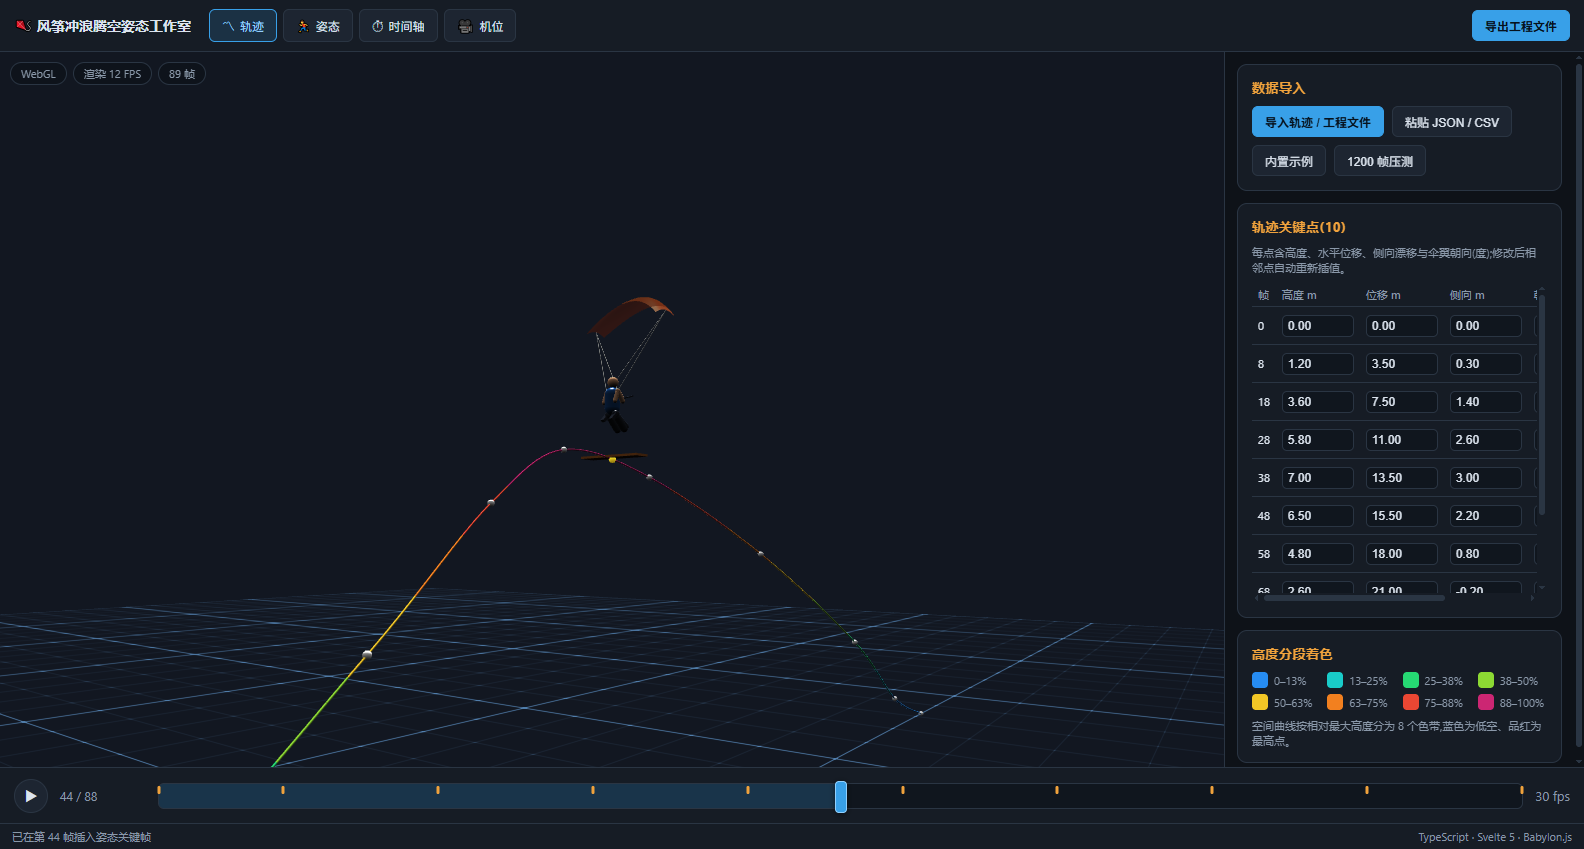 风筝冲浪腾空姿态工作室
轨迹
姿态
时间轴
机位
导出工程文件
WebGL
渲染 12 FPS
89 帧
数据导入
导入轨迹 / 工程文件
粘贴 JSON / CSV
内置示例
1200 帧压测
轨迹关键点(10)
每点含高度、水平位移、侧向漂移与伞翼朝向(度);修改后相
邻点自动重新插值。
帧 高度 m 位移 m 侧向 m
0 0.00 0.00 0.00
8 1.20 3.50 0.30
18 3.60 7.50 1.40
28 5.80 11.00 2.60
38 7.00 13.50 3.00
48 6.50 15.50 2.20
58 4.80 18.00 0.80
68 2.60 21.00 -0.20
高度分段着色
0–13% 13–25% 25–38% 38–50%
50–63% 63–75% 75–88% 88–100%
空间曲线按相对最大高度分为 8 个色带,蓝色为低空、品红为
最高点。
44 / 88
30 fps
已在第 44 帧插入姿态关键帧
TypeScript · Svelte 5 · Babylon.js